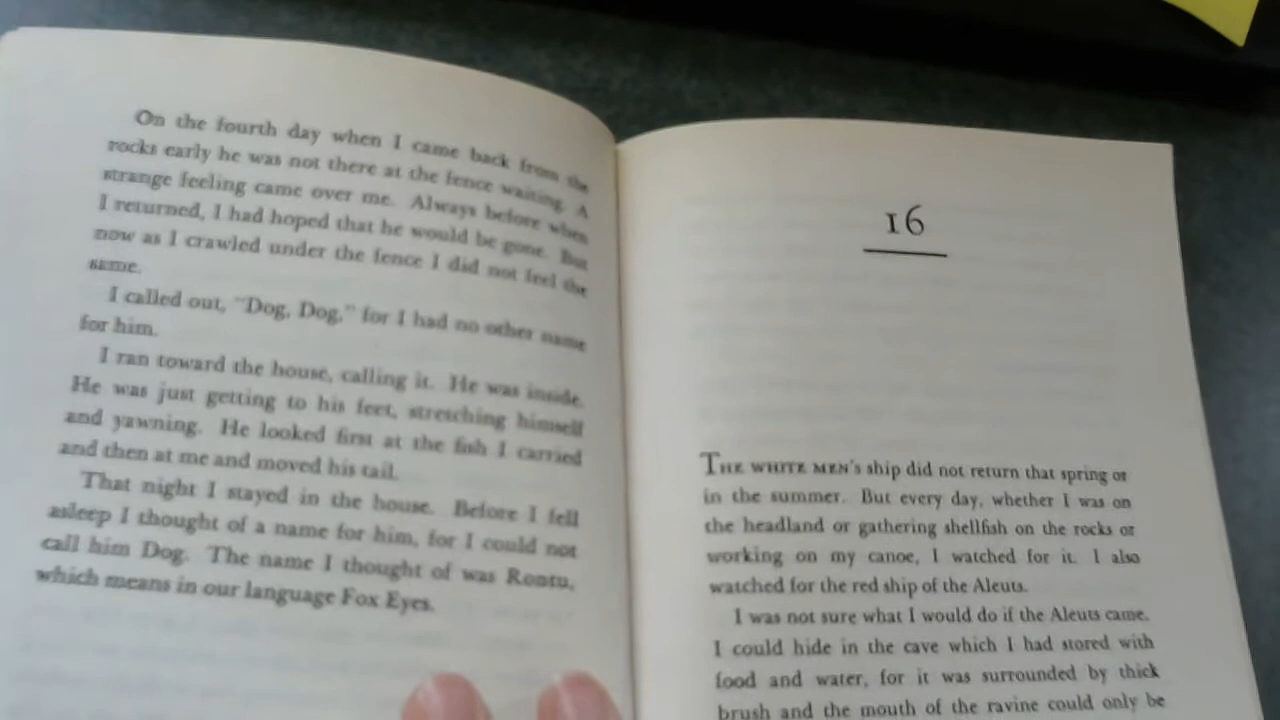 On the fourth day when I came back from the
rocks early he was not there at the fence waiting. A
strange feeling came over me. Always before when
I returned, I had hoped that he would be gone. But
now as I crawled under the fence I did not feel the
same.
I called out, "Dog, Dog," for I had no other name
for him.
I ran toward the house, calling it. He was inside.
He was just getting to his feet, stretching himself
and yawning. He looked first at the fish I carried
and then at me and moved his tail.
That night I stayed in the house. Before I fell
asleep I thought of a name for him, for I could not
call him Dog. The name I thought of was Rontu,
which means in our language Fox Eyes.
16
THE WHITE MEN's ship did not return that spring or
in the summer. But every day, whether I was on
the headland or gathering shellfish on the rocks or
working on my canoe, I watched for it. I also
watched for the red ship of the Aleuts.
I was not sure what I would do if the Aleuts came.
I could hide in the cave which I had stored with
food and water, for it was surrounded by thick
brush and the mouth of the ravine could only be